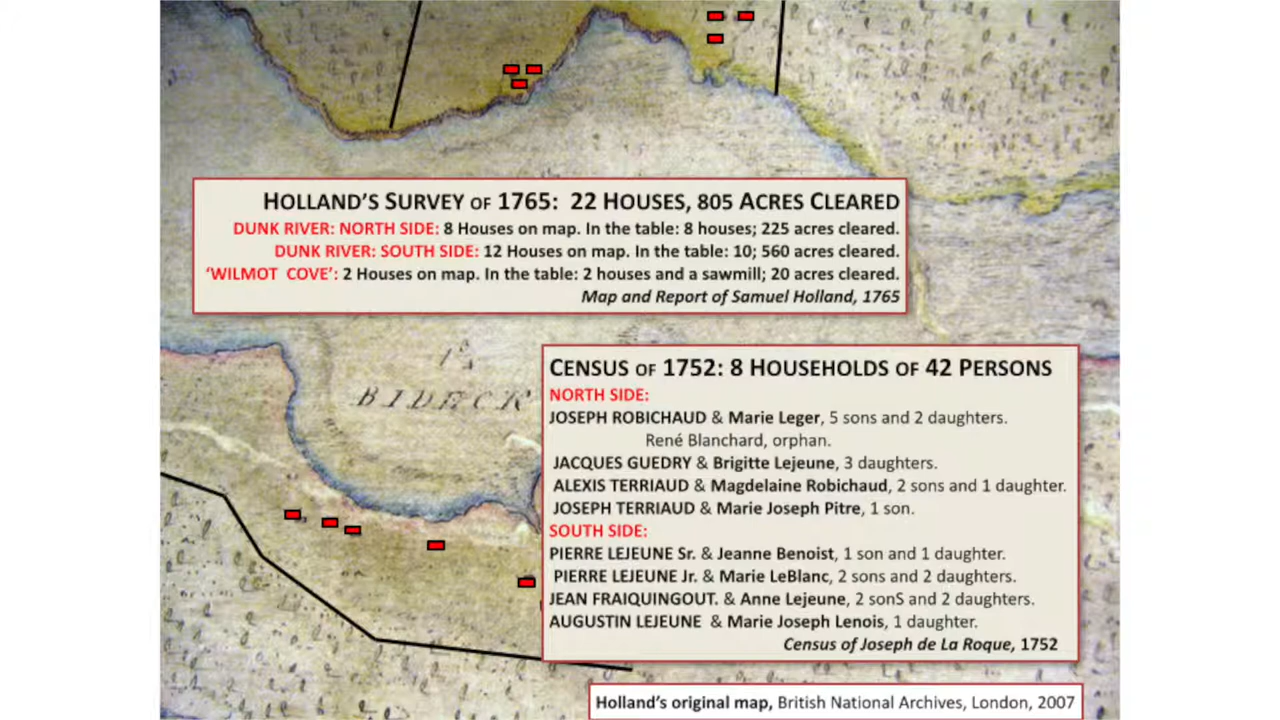 HOLLAND'S SURVEY OF 1765: 22 HOUSES, 805 ACRES CLEARED
DUNK RIVER: NORTH SIDE: 8 Houses on map. In the table: 8 houses; 225 acres cleared.
DUNK RIVER: SOUTH SIDE: 12 Houses on map. In the table: 10; 560 acres cleared.
'WILMOT COVE': 2 Houses on map. In the table: 2 houses and a sawmill; 20 acres cleared.
Map and Report of Samuel Holland, 1765
BIDECK
CENSUS OF 1752: 8 HOUSEHOLDS OF 42 PERSONS
NORTH SIDE:
JOSEPH ROBICHAUD & Marie Leger, 5 sons and 2 daughters.
René Blanchard, orphan.
JACQUES GUEDRY & Brigitte Lejeune, 3 daughters.
ALEXIS TERRIAUD & Magdelaine Robichaud, 2 sons and 1 daughter.
JOSEPH TERRIAUD & Marie Joseph Pitre, 1 son.
SOUTH SIDE:
PIERRE LEJEUNE Sr. & Jeanne Benoist, 1 son and 1 daughter.
PIERRE LEJEUNE Jr. & Marie LeBlanc, 2 sons and 2 daughters.
JEAN FRAIQUINGOUT. & Anne Lejeune, 2 sonS and 2 daughters.
AUGUSTIN LEJEUNE & Marie Joseph Lenois, 1 daughter.
Census of Joseph de La Roque, 1752
Holland's original map, British National Archives, London, 2007